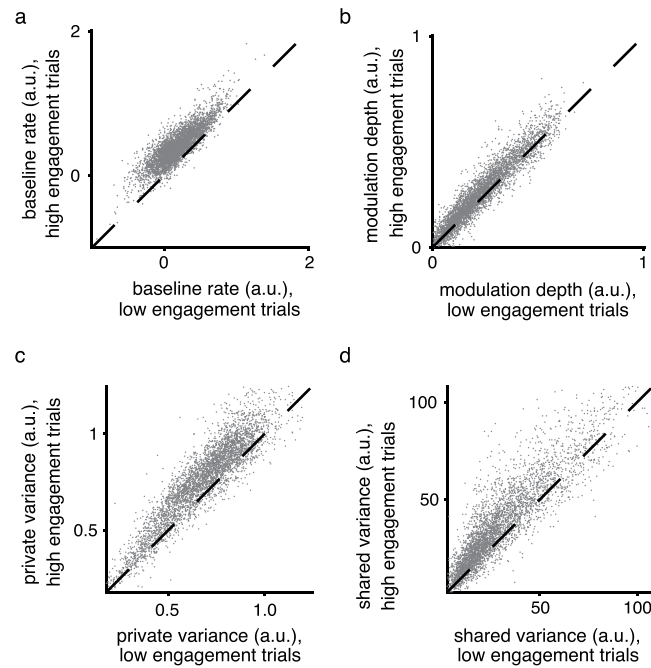 a
2
0
baseline rate (a.u.),
high engagement trials
0
2
baseline rate (a.u.),
low engagement trials
b
1
0
modulation depth (a.u.),
high engagement trials
0
1
modulation depth (a.u.),
low engagement trials
c
1
0.5
private variance (a.u.),
high engagement trials
0.5
1.0
private variance (a.u.),
low engagement trials
d
100
50
shared variance (a.u.),
high engagement trials
50
100
shared variance (a.u.),
low engagement trials